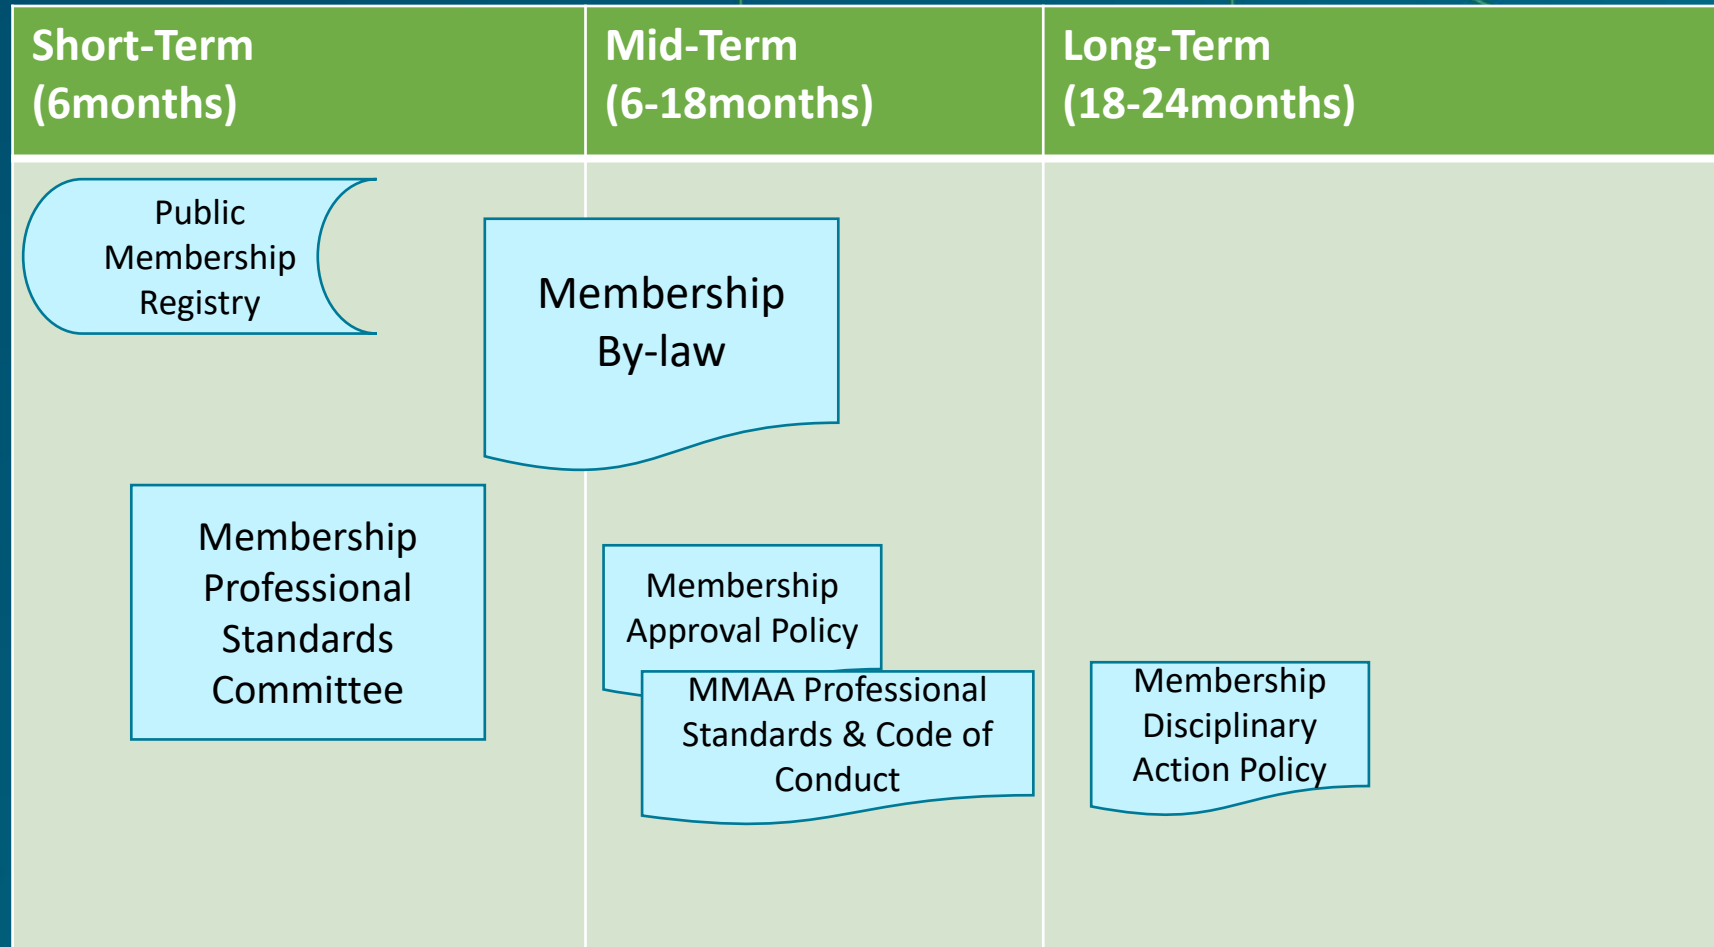 Short-Term
(6months)
Mid-Term
(6-18months)
Long-Term
(18-24months)
Public
Membership
Registry
Membership
By-law
Membership
Professional
Standards
Committee
Membership
Approval Policy
MMAA Professional
Standards & Code of
Conduct
Membership
Disciplinary
Action Policy